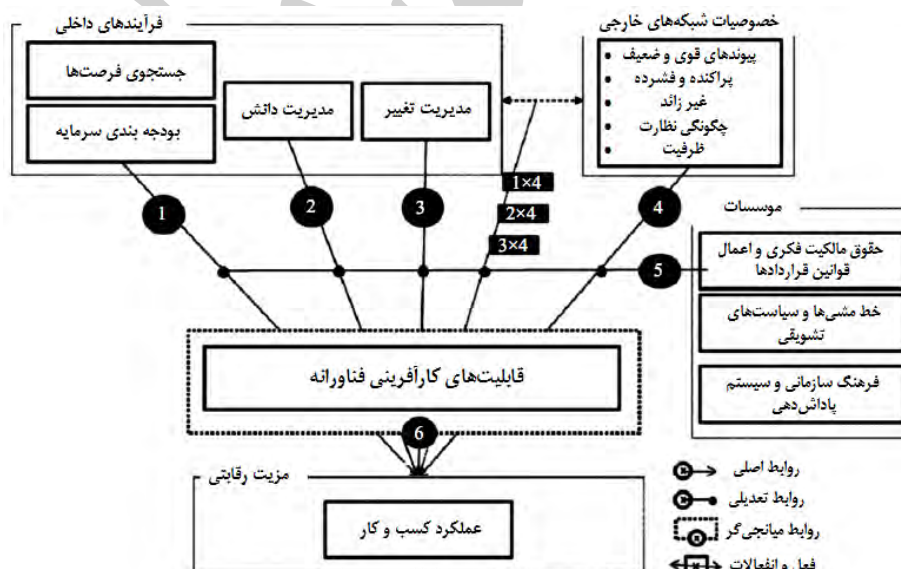 فرآیندهای داخلی
جستجوی فرصت‌ها
بودجه بندی سرمایه
مدیریت دانش
مدیریت تغییر
خصوصیات شبکه‌های خارجی
پیوندهای قوی و ضعیف
پراکنده و فشرده
غیر زائد
چگونگی نظارت
ظرفیت
1×4
2×4
3×4
1
2
3
4
5
موسسات
حقوق مالکیت فکری و اعمال
قوانین قراردادها
خط مشی‌ها و سیاست‌های
تشویقی
فرهنگ سازمانی و سیستم
پاداش‌دهی
قابلیت‌های کارآفرینی فناورانه
6
مزیت رقابتی
عملکرد کسب و کار
روابط اصلی
روابط تعدیلی
روابط میانجی‌گر
فعل و انفعالات